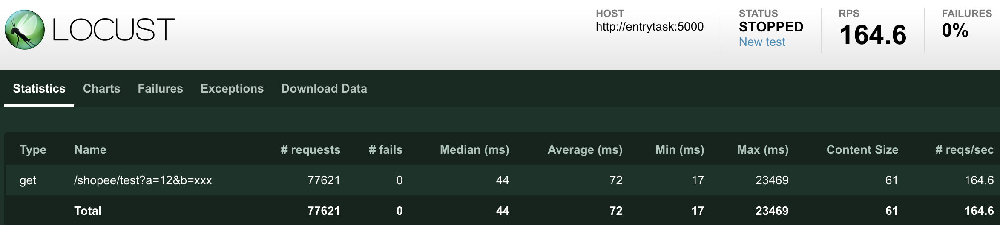 LOCUST
HOST
http://entrytask:5000
STATUS
STOPPED
New test
RPS
164.6
FAILURES
0%
Statistics Charts Failures Exceptions Download Data
Type Name # requests # fails Median (ms) Average (ms) Min (ms) Max (ms) Content Size # reqs/sec
get /shopee/test?a=12&b=xxx 77621 0 44 72 17 23469 61 164.6
Total 77621 0 44 72 17 23469 61 164.6